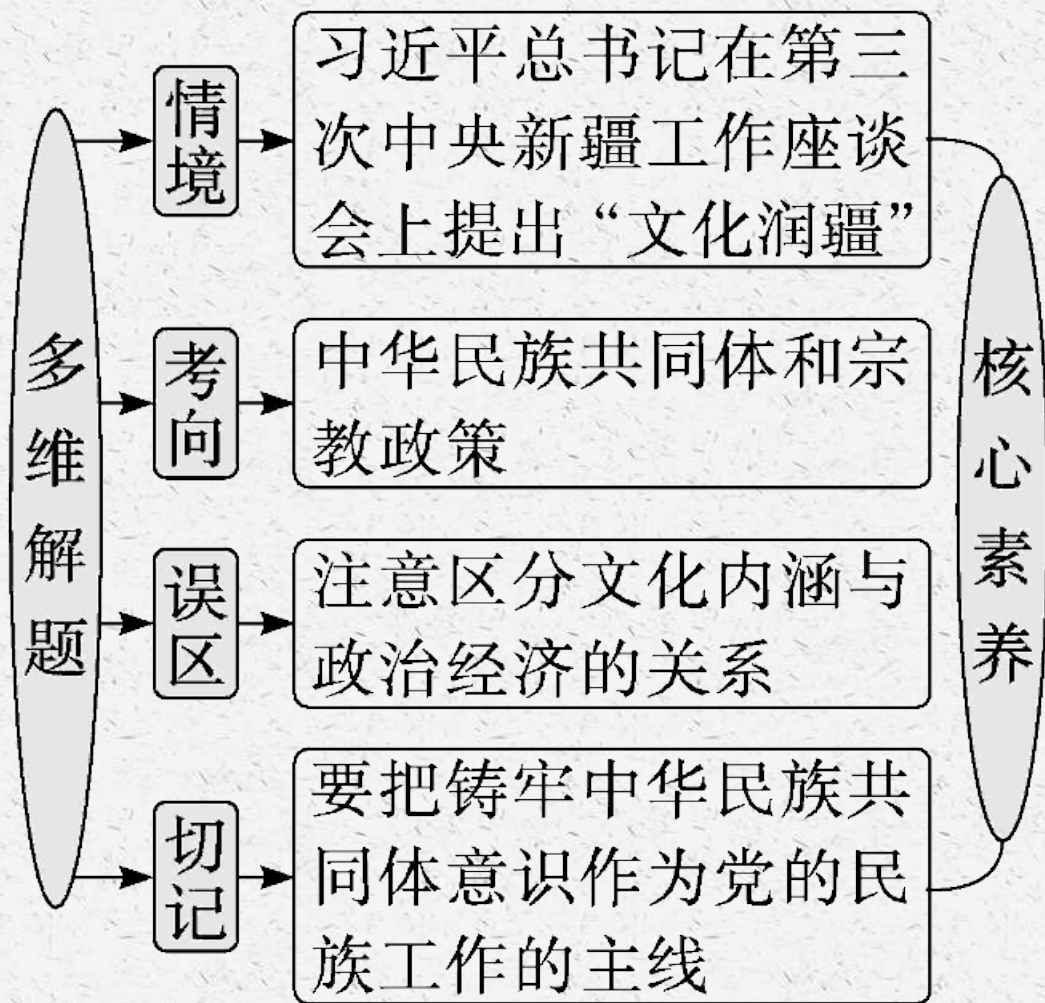 多维解题
情境
习近平总书记在第三
次中央新疆工作座谈
会上提出“文化润疆”
考向
中华民族共同体和宗
教政策
误区
注意区分文化内涵与
政治经济的关系
切记
要把铸牢中华民族共
同体意识作为党的民
族工作的主线
核心素养